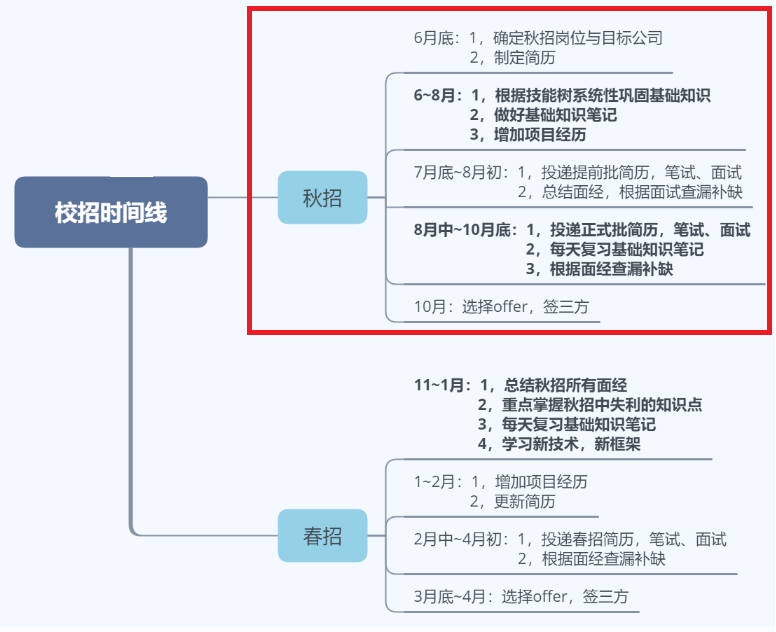 校招时间线
秋招
6月底：1，确定秋招岗位与目标公司
2，制定简历
6~8月：1，根据技能树系统性巩固基础知识
2，做好基础知识笔记
3，增加项目经历
7月底~8月初：1，投递提前批简历，笔试、面试
2，总结面经，根据面试查漏补缺
8月中~10月底：1，投递正式批简历，笔试、面试
2，每天复习基础知识笔记
3，根据面经查漏补缺
10月：选择offer，签三方
春招
11~1月：1，总结秋招所有面经
2，重点掌握秋招中失利的知识点
3，每天复习基础知识笔记
4，学习新技术，新框架
1~2月：1，增加项目经历
2，更新简历
2月中~4月初：1，投递春招简历，笔试、面试
2，根据面经查漏补缺
3月底~4月：选择offer，签三方